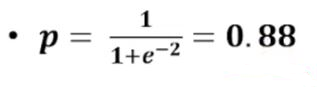 • p = 1/(1+e⁻²) = 0.88